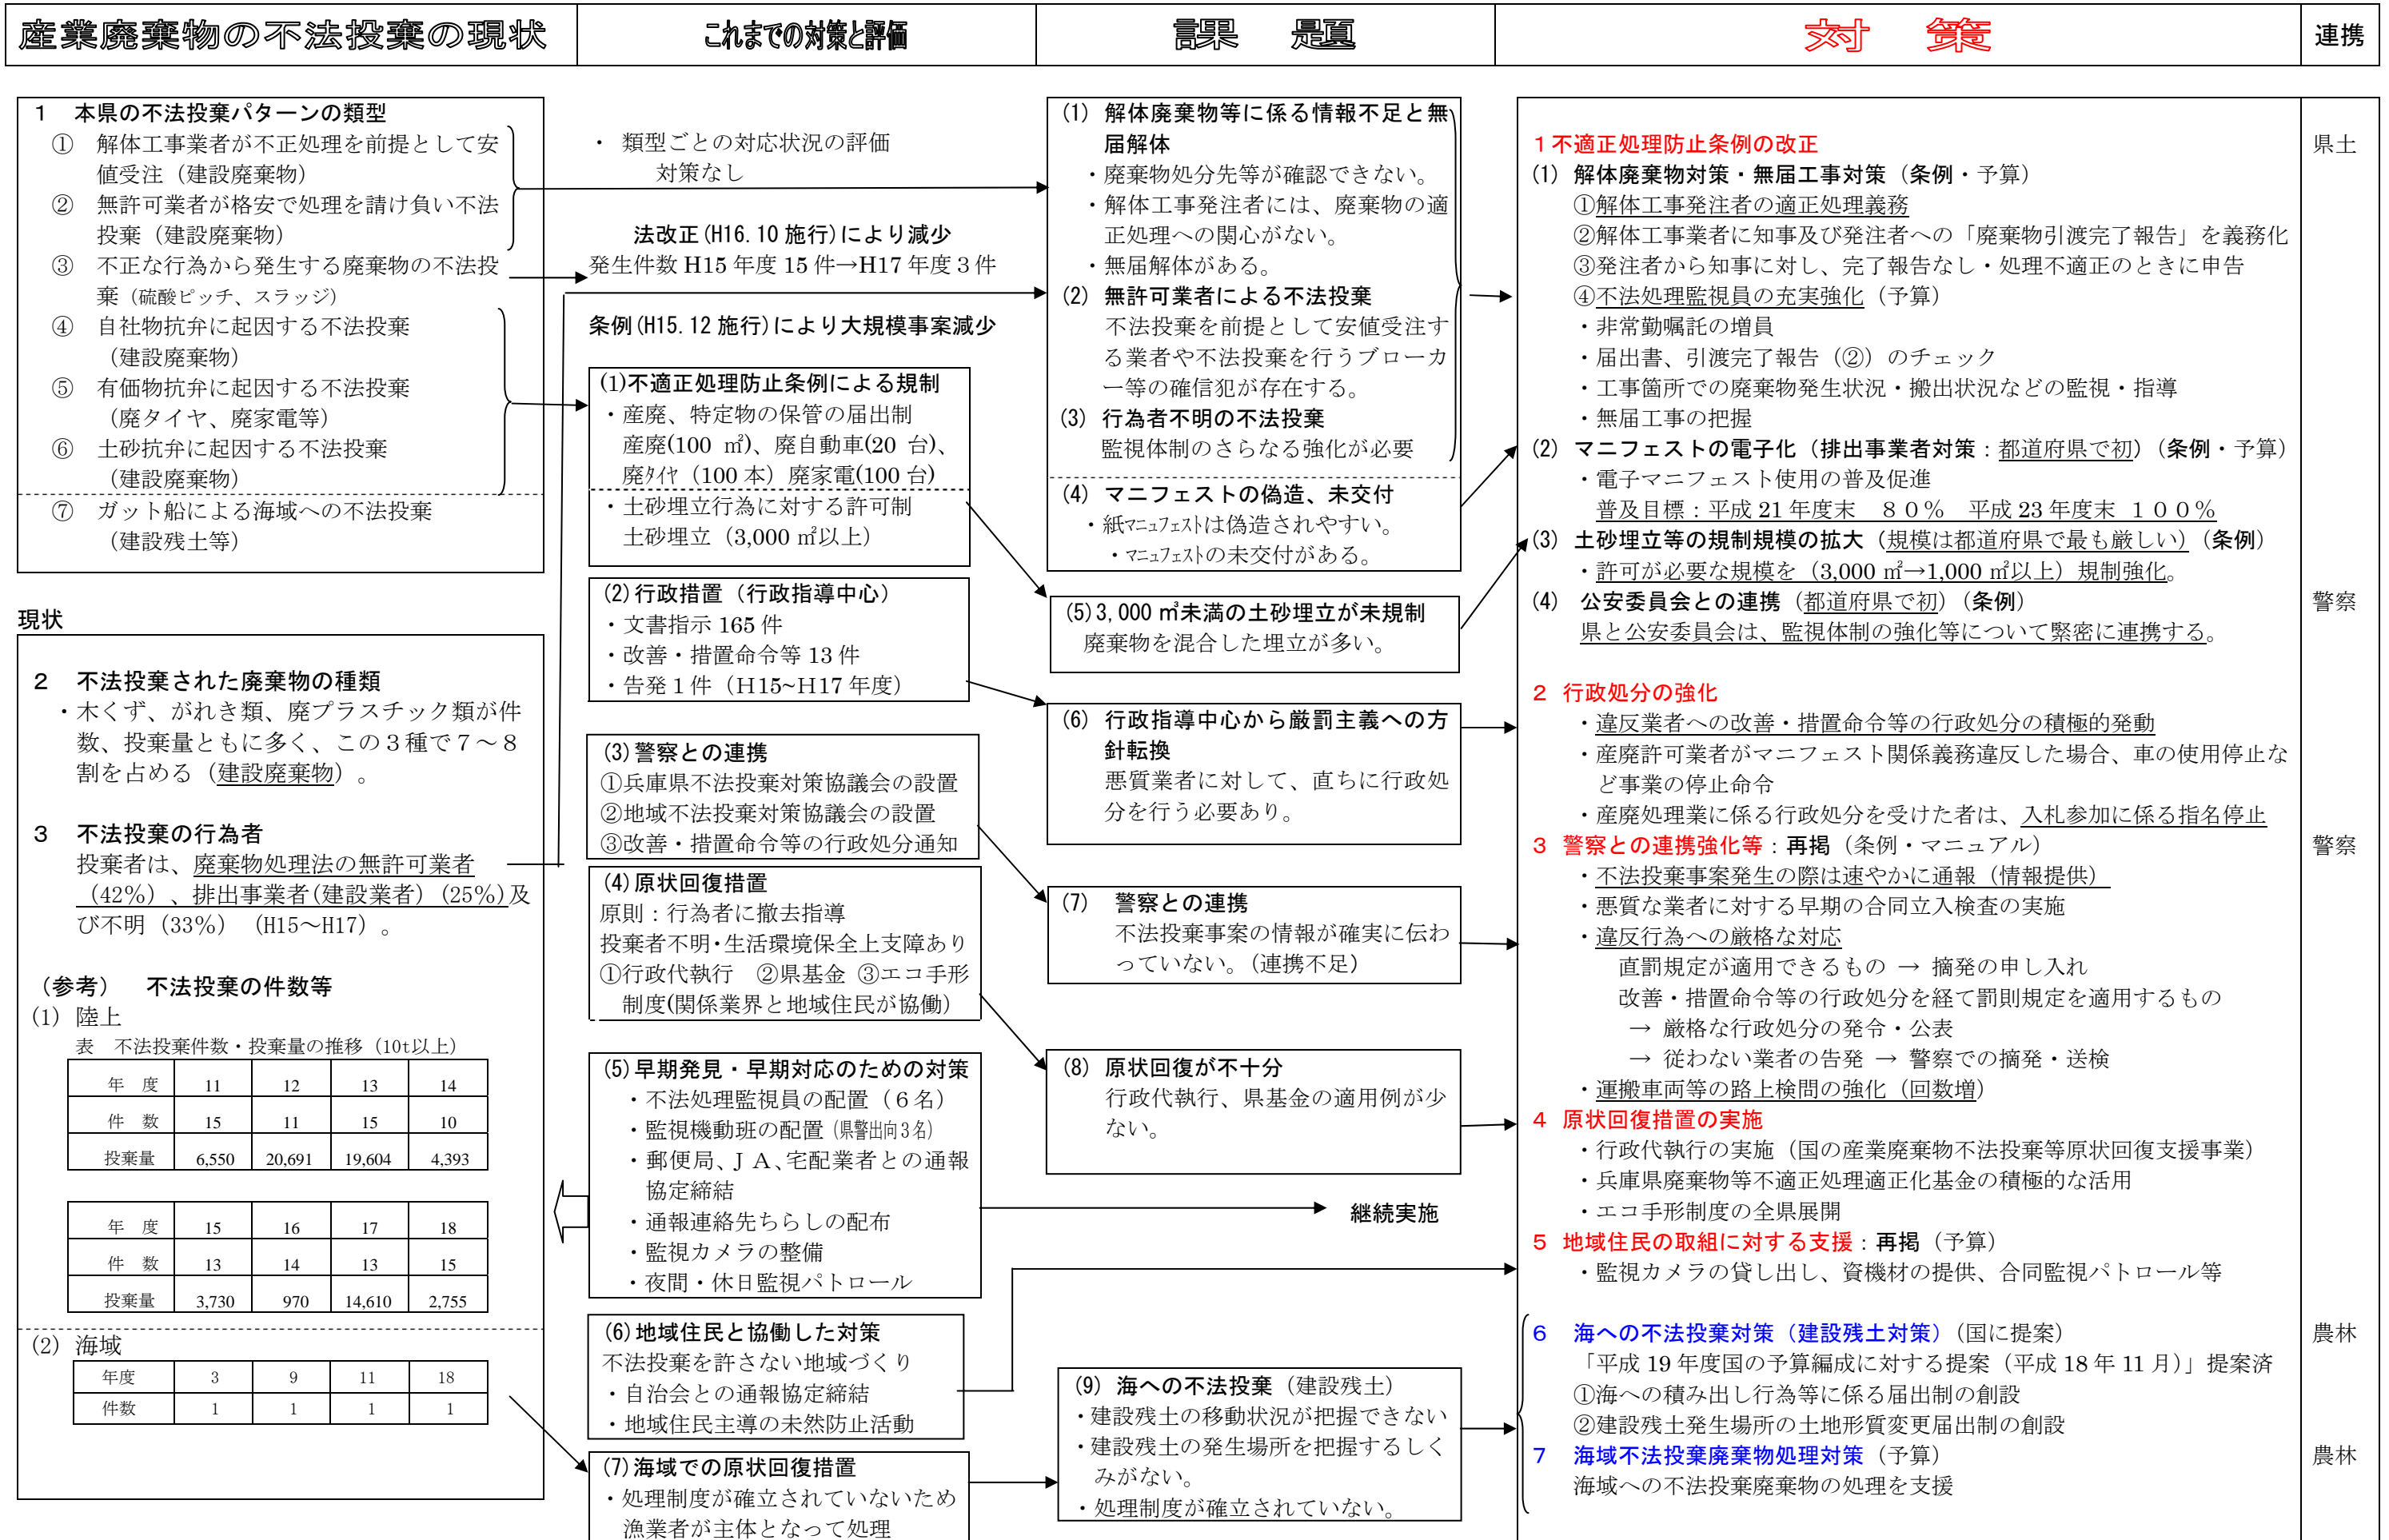 産業廃棄物の不法投棄の現状
これまでの対策と評価
課　題
対　策
連携
１　本県の不法投棄パターンの類型
①　解体工事業者が不正処理を前提として安
値受注（建設廃棄物）
②　無許可業者が格安で処理を請け負い不法
投棄（建設廃棄物）
③　不正な行為から発生する廃棄物の不法投
棄（硫酸ピッチ、スラッジ）
④　自社物抗弁に起因する不法投棄
（建設廃棄物）
⑤　有価物抗弁に起因する不法投棄
（廃タイヤ、廃家電等）
⑥　土砂抗弁に起因する不法投棄
（建設廃棄物）
⑦　ガット船による海域への不法投棄
（建設残土等）
現状
２　不法投棄された廃棄物の種類
・木くず、がれき類、廃プラスチック類が件
数、投棄量ともに多く、この３種で７～８
割を占める（建設廃棄物）。
３　不法投棄の行為者
投棄者は、廃棄物処理法の無許可業者
（42％）、排出事業者(建設業者)（25％)及
び不明（33％）（H15～H17）。
（参考）　不法投棄の件数等
(1) 陸上
表　不法投棄件数・投棄量の推移（10t以上）
年　度　11　12　13　14
件　数　15　11　15　10
投棄量　6,550　20,691　19,604　4,393
年　度　15　16　17　18
件　数　13　14　13　15
投棄量　3,730　970　14,610　2,755
(2) 海域
年度　3　9　11　18
件数　1　1　1　1
・ 類型ごとの対応状況の評価
対策なし
法改正(H16.10 施行)により減少
発生件数 H15 年度 15 件→H17 年度３件
条例(H15.12 施行)により大規模事案減少
(1)不適正処理防止条例による規制
・産廃、特定物の保管の届出制
産廃(100 ㎡)、廃自動車(20 台)、
廃ﾀｲﾔ（100 本）廃家電(100 台)
・土砂埋立行為に対する許可制
土砂埋立（3,000 ㎡以上）
(2)行政措置（行政指導中心）
・文書指示 165 件
・改善・措置命令等 13 件
・告発１件（Ｈ15~Ｈ17 年度）
(3)警察との連携
①兵庫県不法投棄対策協議会の設置
②地域不法投棄対策協議会の設置
③改善・措置命令等の行政処分通知
(4)原状回復措置
原則：行為者に撤去指導
投棄者不明・生活環境保全上支障あり
①行政代執行　②県基金 ③エコ手形
制度(関係業界と地域住民が協働)
(5)早期発見・早期対応のための対策
・不法処理監視員の配置（６名）
・監視機動班の配置（県警出向３名）
・郵便局、ＪＡ、宅配業者との通報
協定締結
・通報連絡先ちらしの配布
・監視カメラの整備
・夜間・休日監視パトロール
(6)地域住民と協働した対策
不法投棄を許さない地域づくり
・自治会との通報協定締結
・地域住民主導の未然防止活動
(7)海域での原状回復措置
・処理制度が確立されていないため
漁業者が主体となって処理
(1) 解体廃棄物等に係る情報不足と無
届解体
・廃棄物処分先等が確認できない。
・解体工事発注者には、廃棄物の適
正処理への関心がない。
・無届解体がある。
(2) 無許可業者による不法投棄
不法投棄を前提として安値受注す
る業者や不法投棄を行うブローカ
ー等の確信犯が存在する。
(3) 行為者不明の不法投棄
監視体制のさらなる強化が必要
(4) マニフェストの偽造、未交付
・紙ﾏﾆｭﾌｪｽﾄは偽造されやすい。
・ﾏﾆｭﾌｪｽﾄの未交付がある。
(5)3,000 ㎡未満の土砂埋立が未規制
廃棄物を混合した埋立が多い。
(6) 行政指導中心から厳罰主義への方
針転換
悪質業者に対して、直ちに行政処
分を行う必要あり。
(7)　警察との連携
不法投棄事案の情報が確実に伝わ
っていない。（連携不足）
(8) 原状回復が不十分
行政代執行、県基金の適用例が少
ない。
継続実施
(9) 海への不法投棄（建設残土）
・建設残土の移動状況が把握できない
・建設残土の発生場所を把握するしく
みがない。
・処理制度が確立されていない。
１不適正処理防止条例の改正
(1) 解体廃棄物対策・無届工事対策（条例・予算）
①解体工事発注者の適正処理義務
②解体工事業者に知事及び発注者への「廃棄物引渡完了報告」を義務化
③発注者から知事に対し、完了報告なし・処理不適正のときに申告
④不法処理監視員の充実強化（予算）
・非常勤嘱託の増員
・届出書、引渡完了報告（②）のチェック
・工事箇所での廃棄物発生状況・搬出状況などの監視・指導
・無届工事の把握
(2) マニフェストの電子化（排出事業者対策：都道府県で初）（条例・予算）
・電子マニフェスト使用の普及促進
普及目標：平成 21 年度末　８０％　平成 23 年度末　１００％
(3) 土砂埋立等の規制規模の拡大（規模は都道府県で最も厳しい）（条例）
・許可が必要な規模を（3,000 ㎡→1,000 ㎡以上）規制強化。
(4)　公安委員会との連携（都道府県で初）（条例）
県と公安委員会は、監視体制の強化等について緊密に連携する。
２ 行政処分の強化
・違反業者への改善・措置命令等の行政処分の積極的発動
・産廃許可業者がマニフェスト関係義務違反した場合、車の使用停止な
ど事業の停止命令
・産廃処理業に係る行政処分を受けた者は、入札参加に係る指名停止
３ 警察との連携強化等：再掲（条例・マニュアル）
・不法投棄事案発生の際は速やかに通報（情報提供）
・悪質な業者に対する早期の合同立入検査の実施
・違反行為への厳格な対応
直罰規定が適用できるもの → 摘発の申し入れ
改善・措置命令等の行政処分を経て罰則規定を適用するもの
→ 厳格な行政処分の発令・公表
→ 従わない業者の告発 → 警察での摘発・送検
・運搬車両等の路上検問の強化（回数増）
４ 原状回復措置の実施
・行政代執行の実施（国の産業廃棄物不法投棄等原状回復支援事業）
・兵庫県廃棄物等不適正処理適正化基金の積極的な活用
・エコ手形制度の全県展開
５ 地域住民の取組に対する支援：再掲（予算）
・監視カメラの貸し出し、資機材の提供、合同監視パトロール等
６　海への不法投棄対策（建設残土対策）（国に提案）
「平成 19 年度国の予算編成に対する提案（平成 18 年 11 月）」提案済
①海への積み出し行為等に係る届出制の創設
②建設残土発生場所の土地形質変更届出制の創設
７　海域不法投棄廃棄物処理対策（予算）
海域への不法投棄廃棄物の処理を支援
県土
警察
警察
農林
農林